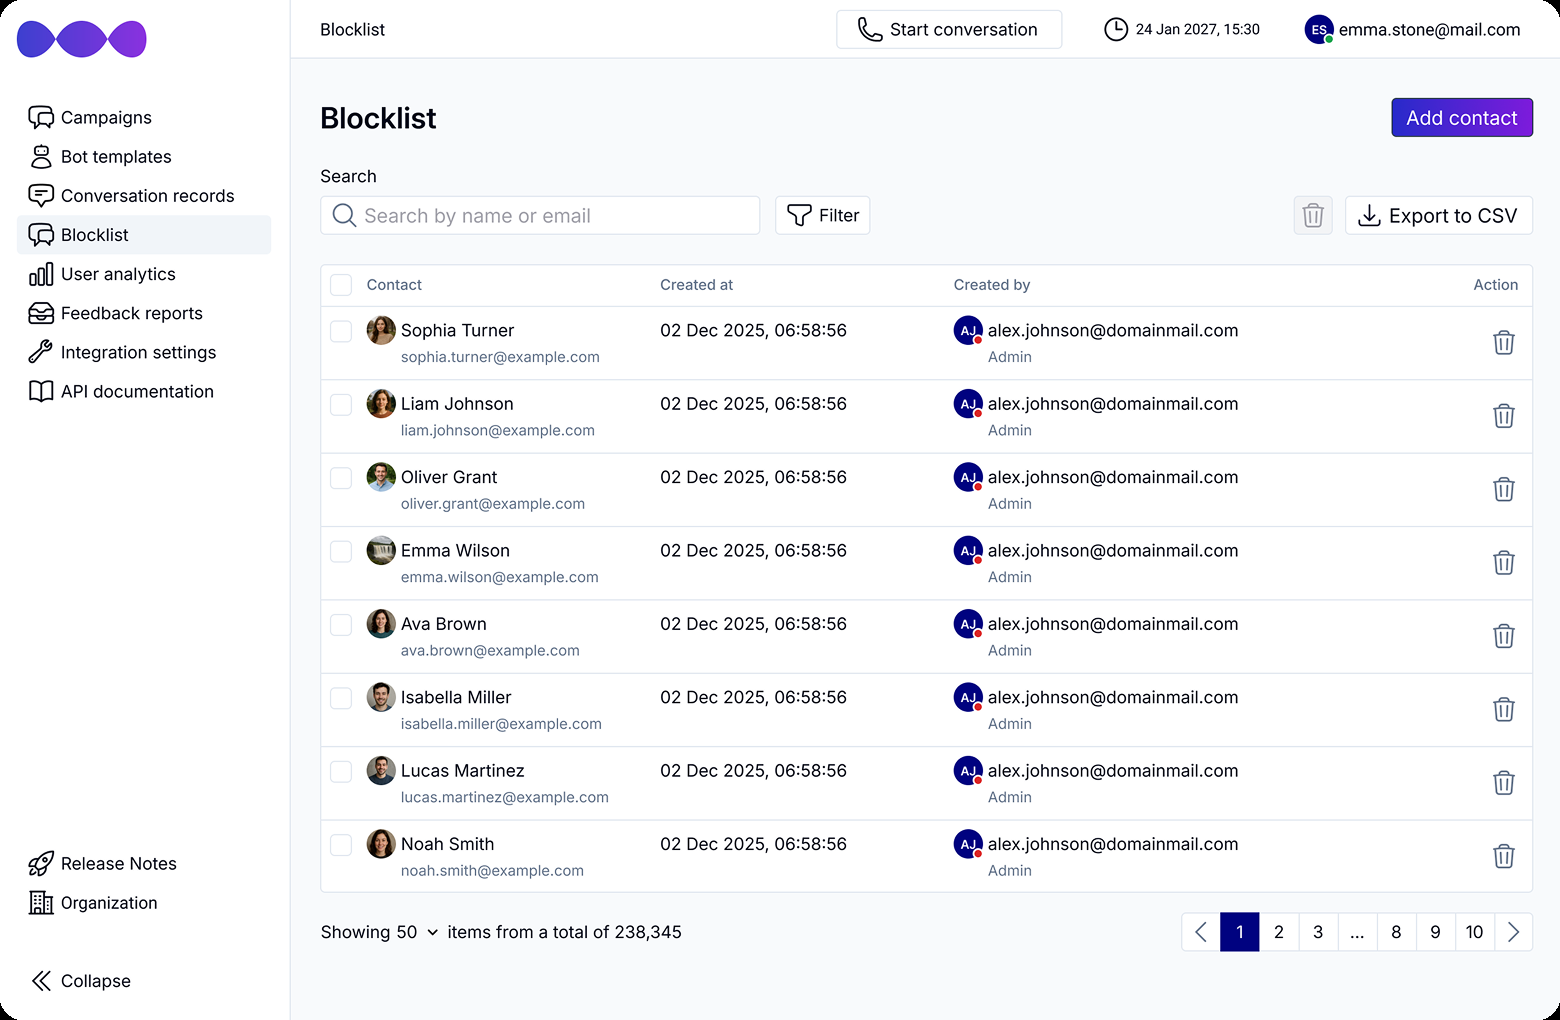 Blocklist
Start conversation
24 Jan 2027, 15:30
ES
emma.stone@mail.com
Campaigns
Bot templates
Conversation records
Blocklist
User analytics
Feedback reports
Integration settings
API documentation
Release Notes
Organization
Collapse
Blocklist
Add contact
Search
Search by name or email
Filter
Export to CSV
Contact Created at Created by Action
Sophia Turner 02 Dec 2025, 06:58:56 AJ alex.johnson@domainmail.com
sophia.turner@example.com Admin
Liam Johnson 02 Dec 2025, 06:58:56 AJ alex.johnson@domainmail.com
liam.johnson@example.com Admin
Oliver Grant 02 Dec 2025, 06:58:56 AJ alex.johnson@domainmail.com
oliver.grant@example.com Admin
Emma Wilson 02 Dec 2025, 06:58:56 AJ alex.johnson@domainmail.com
emma.wilson@example.com Admin
Ava Brown 02 Dec 2025, 06:58:56 AJ alex.johnson@domainmail.com
ava.brown@example.com Admin
Isabella Miller 02 Dec 2025, 06:58:56 AJ alex.johnson@domainmail.com
isabella.miller@example.com Admin
Lucas Martinez 02 Dec 2025, 06:58:56 AJ alex.johnson@domainmail.com
lucas.martinez@example.com Admin
Noah Smith 02 Dec 2025, 06:58:56 AJ alex.johnson@domainmail.com
noah.smith@example.com Admin
Showing 50 items from a total of 238,345
1 2 3 ... 8 9 10